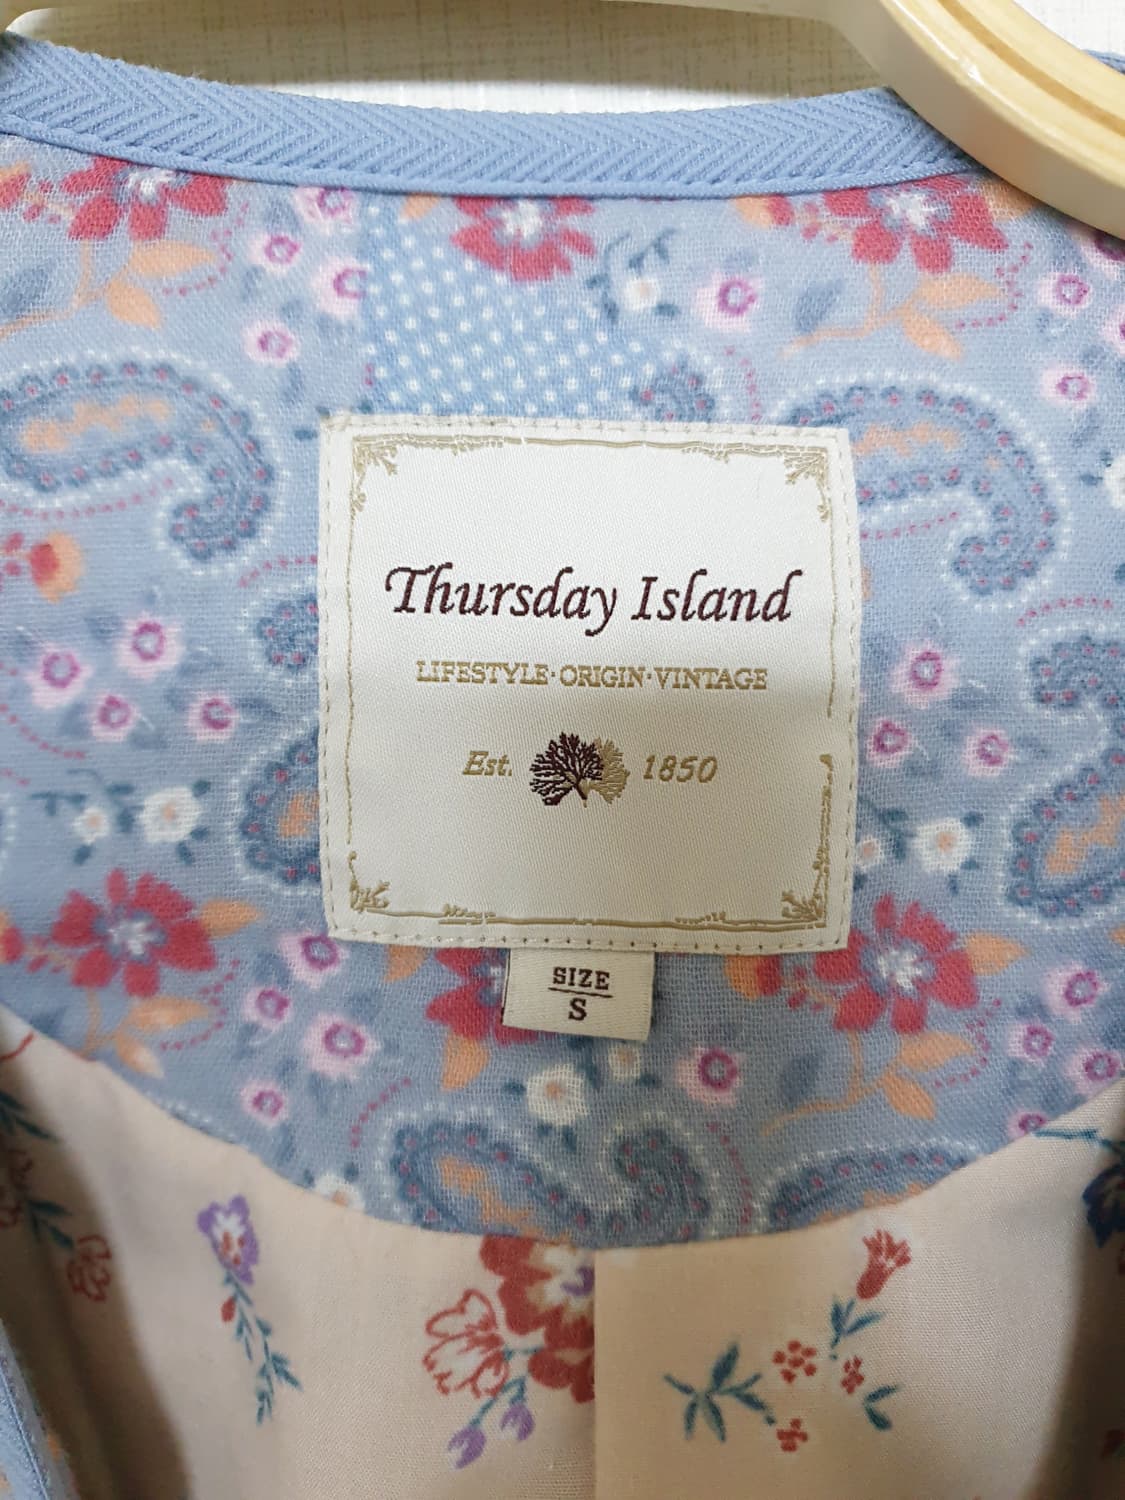 Thursday Island
LIFESTYLE·ORIGIN·VINTAGE
Est. 1850
SIZE
S